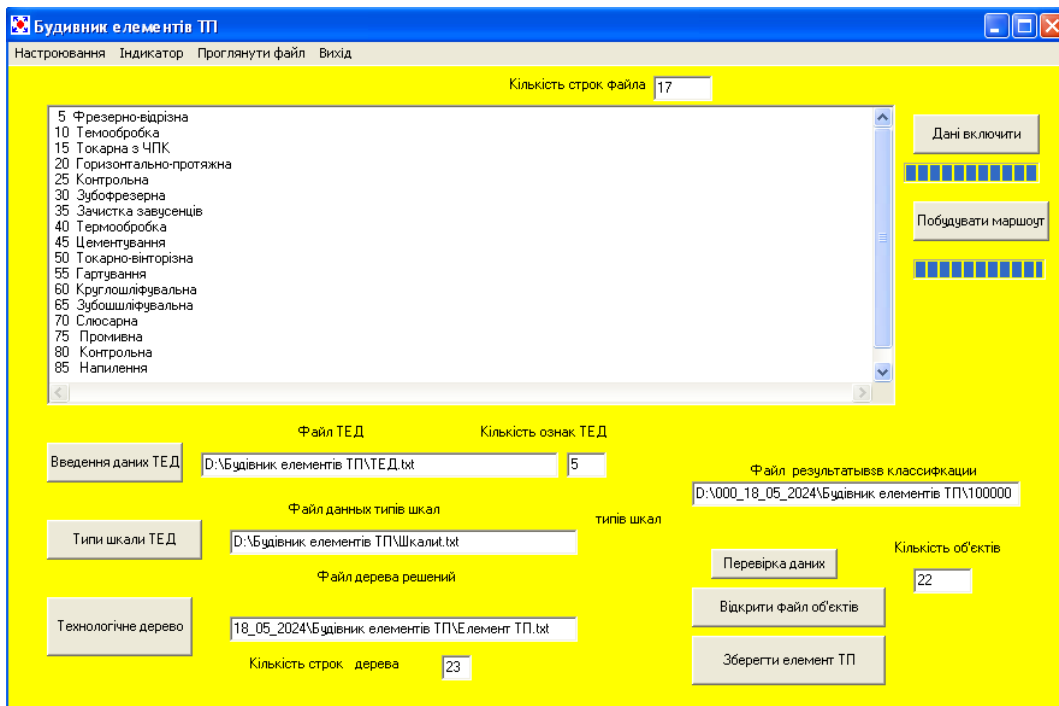 Будивник елементів ТП
Настроювання Індикатор Проглянути файл Вихід
Кількість строк файла 17
5 Фрезерно-відрізна
10 Темообробка
15 Токарна з ЧПК
20 Горизонтально-протяжна
25 Контрольна
30 Зубофрезерна
35 Зачистка завусенців
40 Термообробка
45 Цементування
50 Токарно-вінторізна
55 Гартування
60 Круглошліфувальна
65 Зубошшліфувальна
70 Слюсарна
75 Промивна
80 Контрольна
85 Напилення
Дані включити
Побудувати маршоут
Файл ТЕД
Кількість ознак ТЕД
Введення даних ТЕД
D:\Будівник елементів ТП\ТЕД.txt
5
Файл результатывsв классифкации
D:\000_18_05_2024\Будівник елементів ТП\100000
Файл данных типів шкал
типів шкал
Типи шкали ТЕД
D:\Будівник елементів ТП\Шкалиt.txt
Кількість об'єктів
Перевірка даних
22
Файл дерева решений
Відкрити файл об'єктів
Технологічне дерево
18_05_2024\Будівник елементів ТП\Елемент ТП.txt
Кількість строк дерева
23
Зберегти елемент ТП